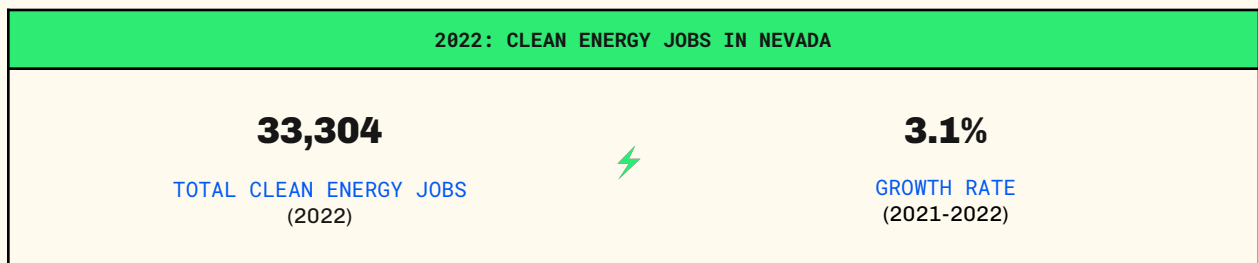 2022: CLEAN ENERGY JOBS IN NEVADA
33,304
TOTAL CLEAN ENERGY JOBS
(2022)
3.1%
GROWTH RATE
(2021-2022)